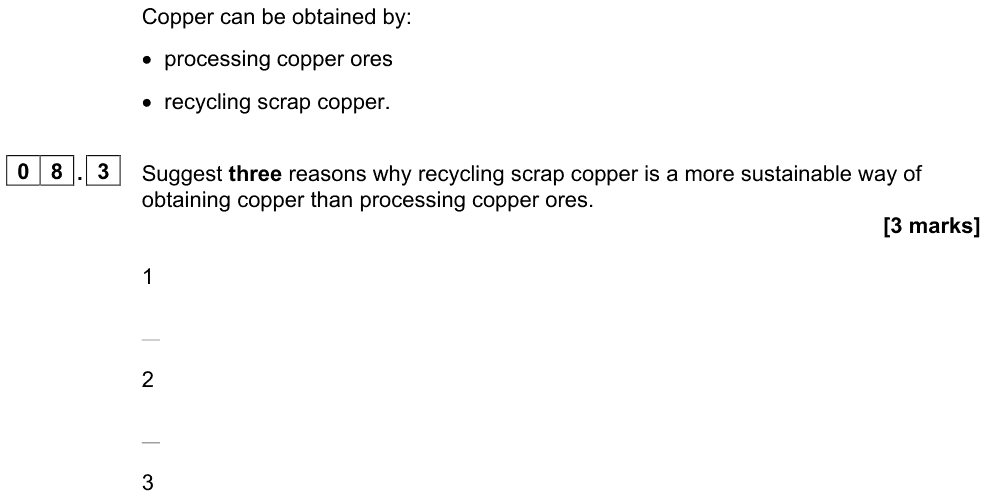 Copper can be obtained by:
• processing copper ores
• recycling scrap copper.
0 8 . 3 Suggest three reasons why recycling scrap copper is a more sustainable way of
obtaining copper than processing copper ores.
[3 marks]
1
2
3